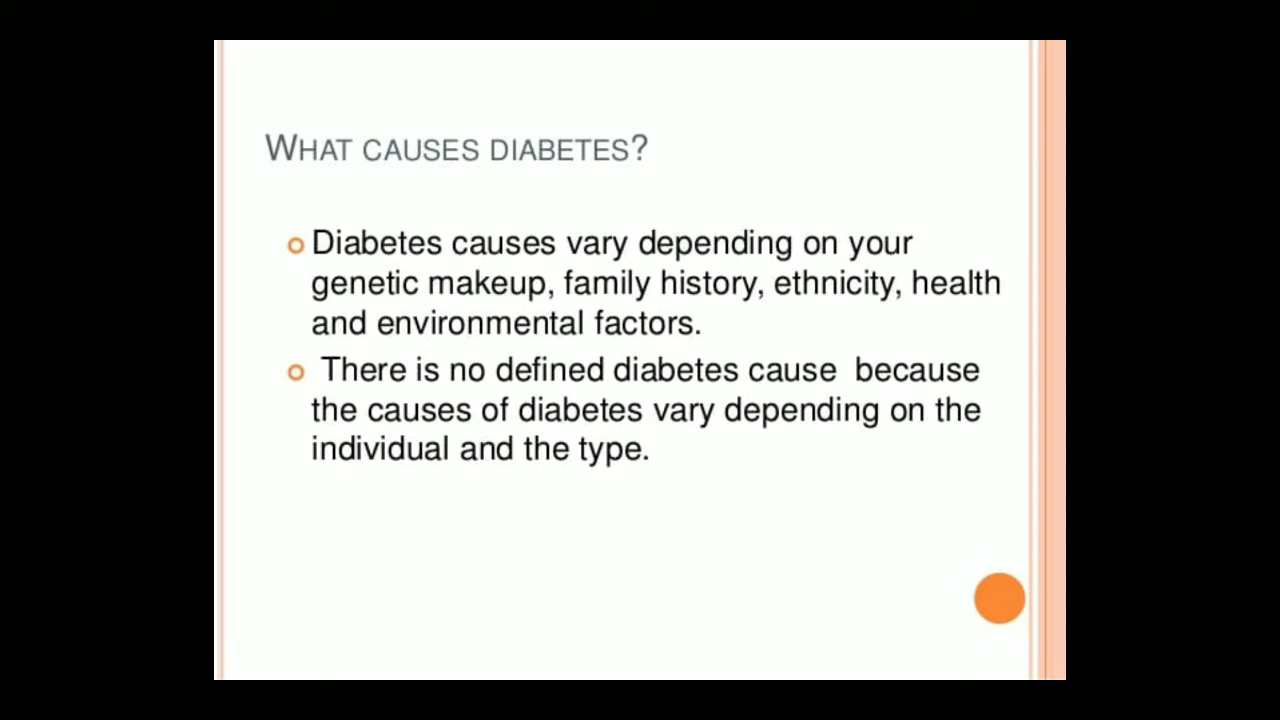 WHAT CAUSES DIABETES?
Diabetes causes vary depending on your
genetic makeup, family history, ethnicity, health
and environmental factors.
There is no defined diabetes cause  because
the causes of diabetes vary depending on the
individual and the type.